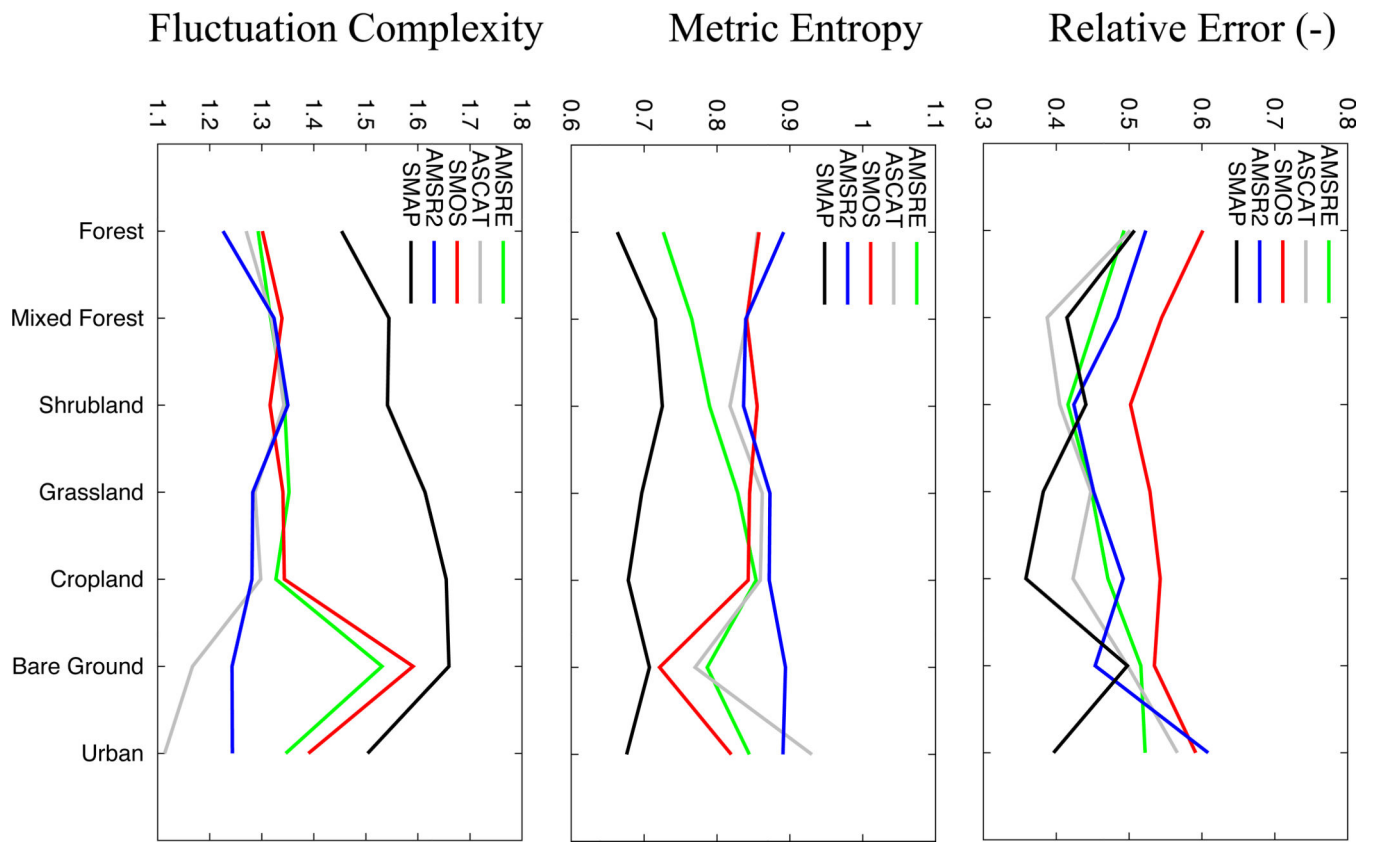 Fluctuation Complexity
Metric Entropy
Relative Error (-)
1.1 1.2 1.3 1.4 1.5 1.6 1.7 1.8
0.6 0.7 0.8 0.9 1 1.1
0.3 0.4 0.5 0.6 0.7 0.8
AMSRE
ASCAT
SMOS
AMSR2
SMAP
AMSRE
ASCAT
SMOS
AMSR2
SMAP
AMSRE
ASCAT
SMOS
AMSR2
SMAP
Forest
Mixed Forest
Shrubland
Grassland
Cropland
Bare Ground
Urban